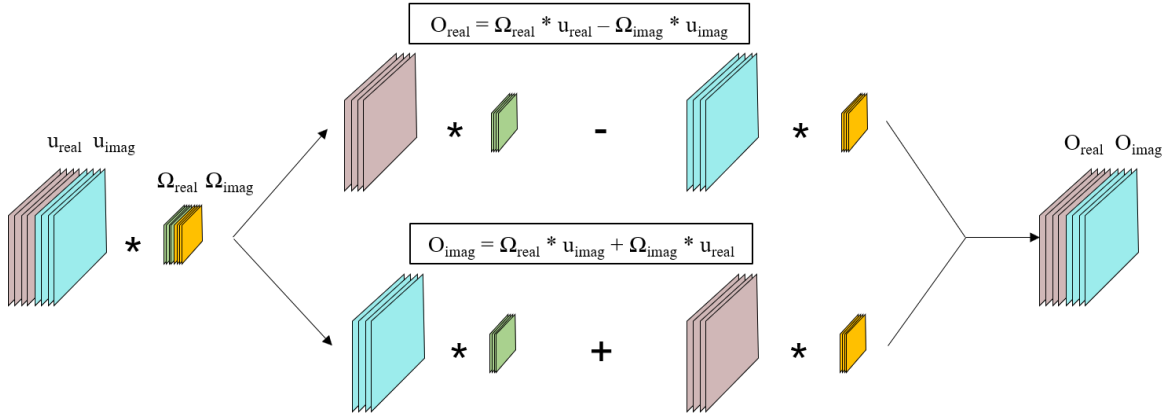 O_real = Ω_real * u_real – Ω_imag * u_imag
* - *
u_real u_imag
Ω_real Ω_imag
*
O_real O_imag
O_imag = Ω_real * u_imag + Ω_imag * u_real
* + *